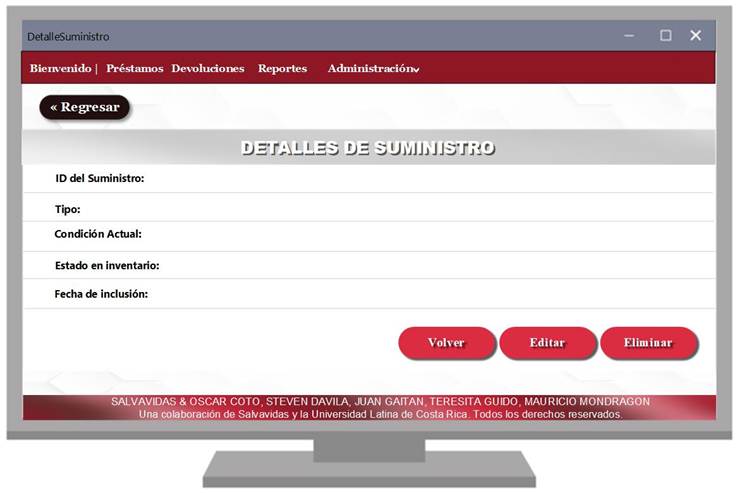 DetalleSuministro
Bienvenido | Préstamos Devoluciones Reportes Administración
« Regresar
DETALLES DE SUMINISTRO
ID del Suministro:
Tipo:
Condición Actual:
Estado en inventario:
Fecha de inclusión:
Volver Editar Eliminar
SALVAVIDAS & OSCAR COTO, STEVEN DAVILA, JUAN GAITAN, TERESITA GUIDO, MAURICIO MONDRAGON
Una colaboración de Salvavidas y la Universidad Latina de Costa Rica. Todos los derechos reservados.